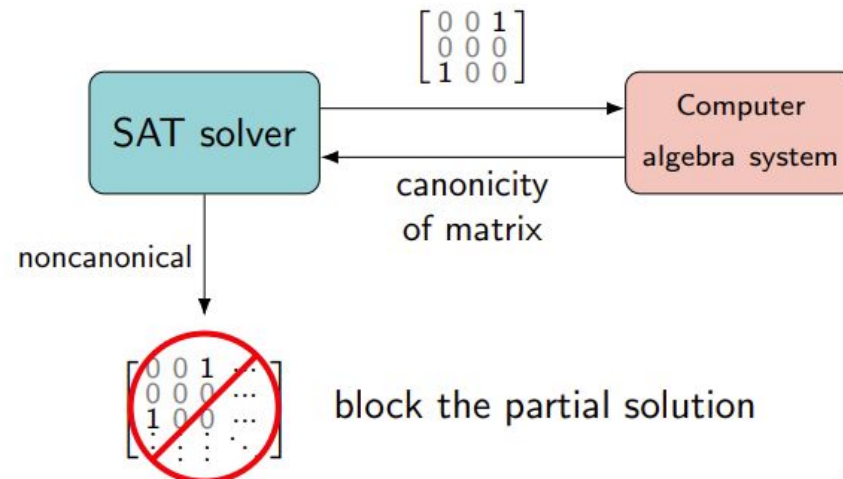 0 0 1
0 0 0
1 0 0
SAT solver
Computer
algebra system
canonicity
of matrix
noncanonical
0 0 1 ⋯
0 0 0 ⋯
1 0 0 ⋯
⋮ ⋮ ⋮ ⋱
block the partial solution